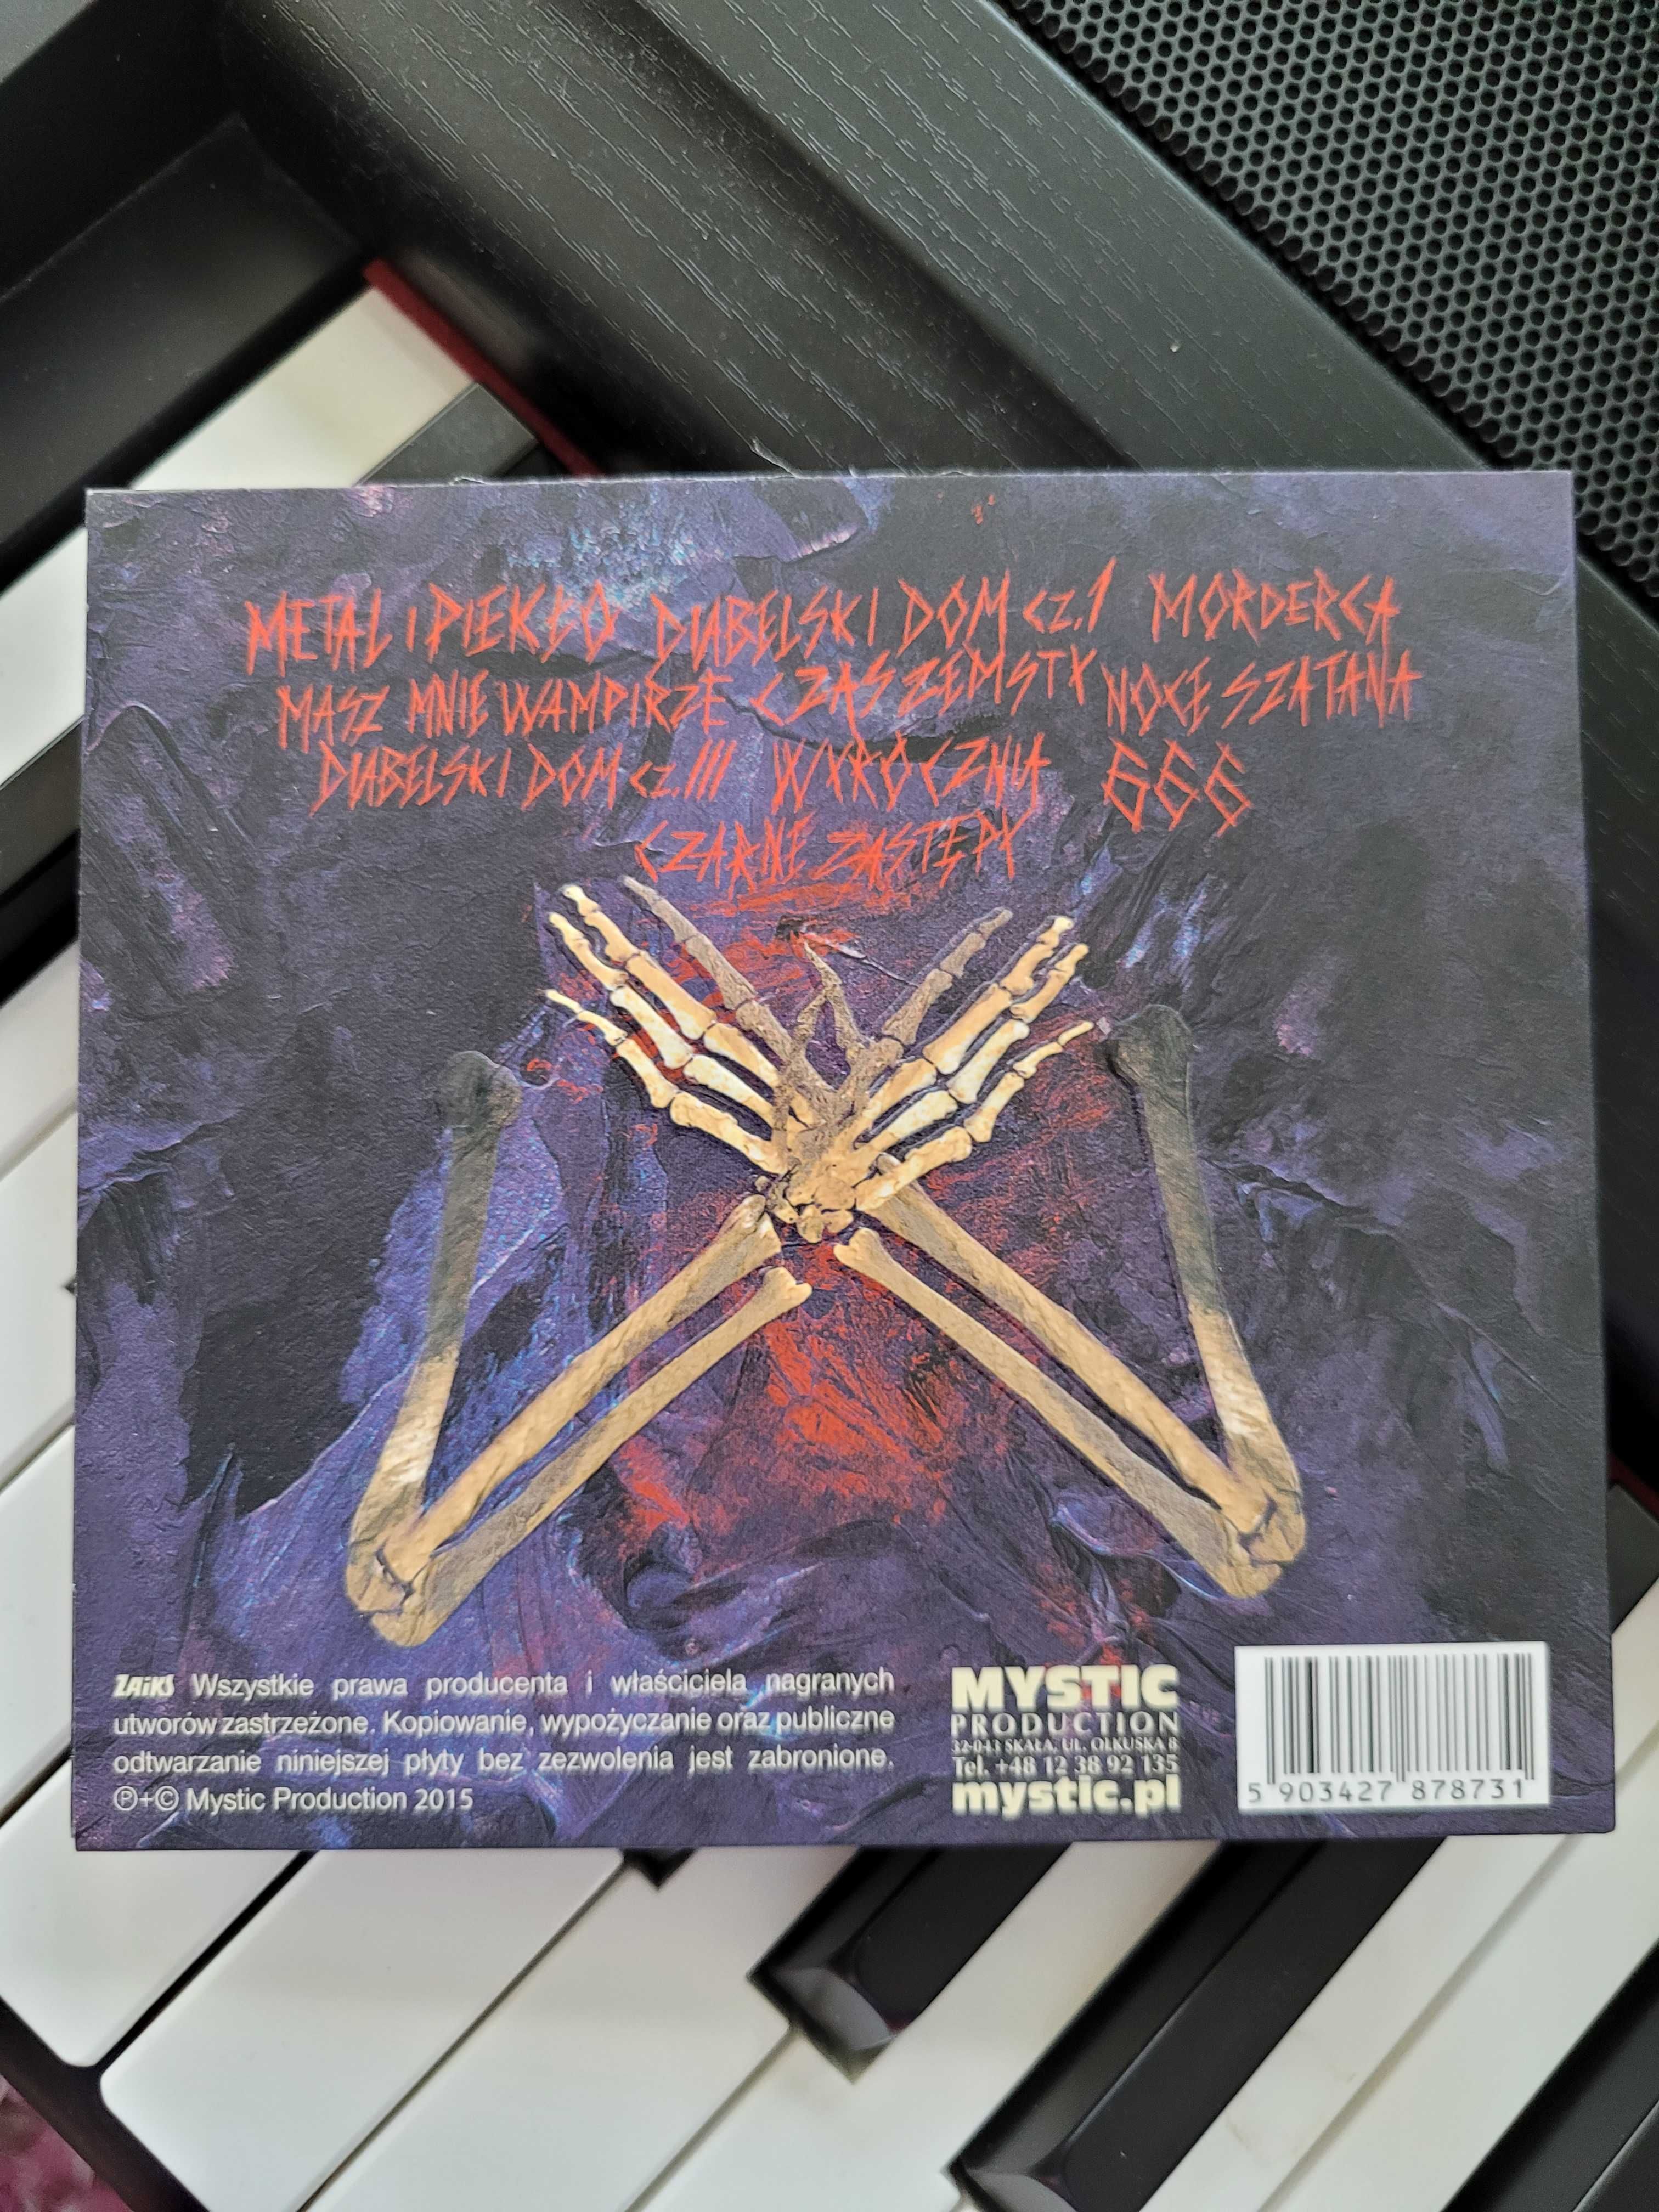 METAL I PIEKŁO DIABELSKI DOM CZ.I MORDERCA
MASZ MNIE WAMPIRZE CZAS ZEMSTY NOCE SZATANA
DIABELSKI DOM CZ.III WYROCZNIA 666
CZARNE ZASTĘPY
ZAiKS Wszystkie prawa producenta i właściciela nagranych
utworów zastrzeżone. Kopiowanie, wypożyczanie oraz publiczne
odtwarzanie niniejszej płyty bez zezwolenia jest zabronione.
℗+© Mystic Production 2015
MYSTIC
PRODUCTION
32-043 SKAŁA, UL. OLKUSKA 8
Tel. +48 12 38 92 135
mystic.pl
5 903427 878731